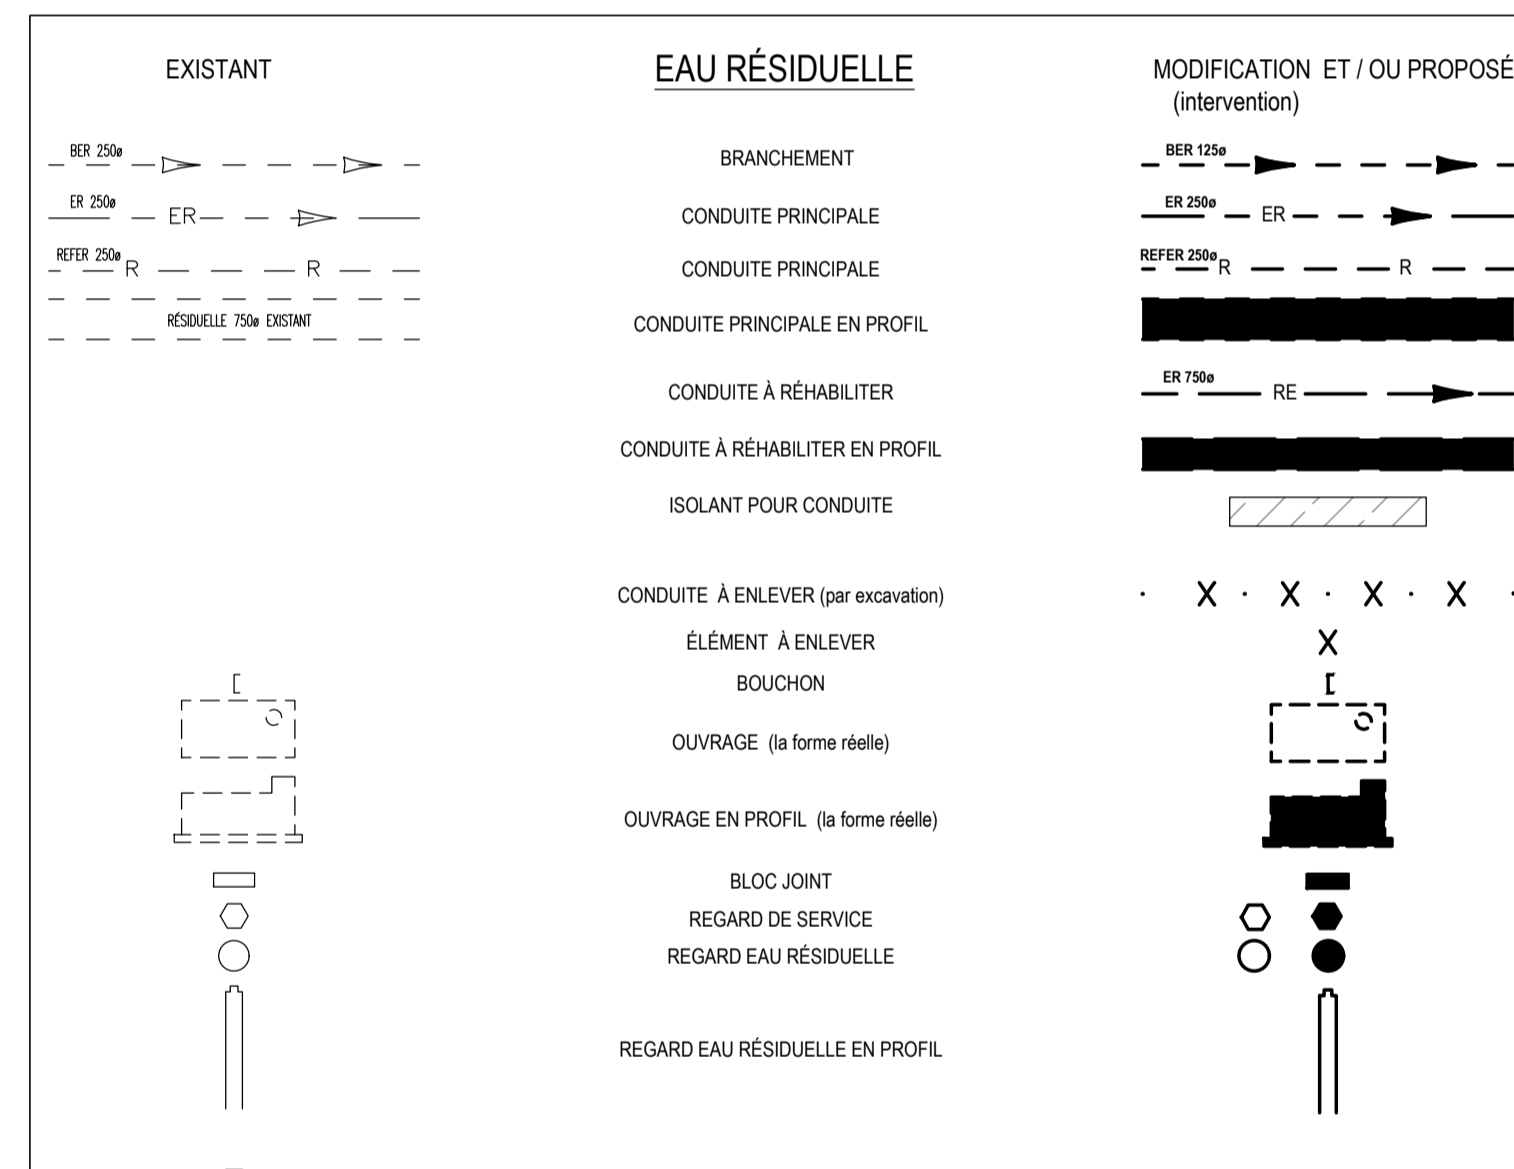 EXISTANT
EAU RÉSIDUELLE
MODIFICATION ET / OU PROPOSÉ
(intervention)
BER 250ø
BRANCHEMENT
BER 125ø
ER 250ø
ER
CONDUITE PRINCIPALE
ER 250ø
ER
REFER 250ø
R R
CONDUITE PRINCIPALE
REFER 250ø
R R
RÉSIDUELLE 750ø EXISTANT
CONDUITE PRINCIPALE EN PROFIL
CONDUITE À RÉHABILITER
ER 750ø
RE
CONDUITE À RÉHABILITER EN PROFIL
ISOLANT POUR CONDUITE
CONDUITE À ENLEVER (par excavation)
X X X X
ÉLÉMENT À ENLEVER
X
BOUCHON
OUVRAGE (la forme réelle)
OUVRAGE EN PROFIL (la forme réelle)
BLOC JOINT
REGARD DE SERVICE
REGARD EAU RÉSIDUELLE
REGARD EAU RÉSIDUELLE EN PROFIL